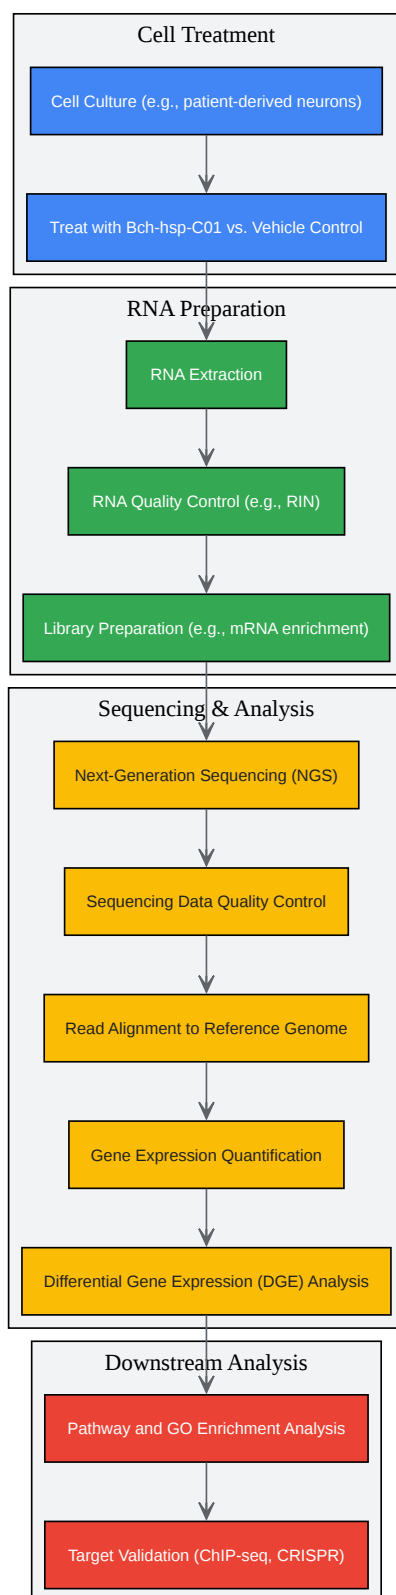 Cell Treatment
Cell Culture (e.g., patient-derived neurons)
Treat with Bch-hsp-C01 vs. Vehicle Control
RNA Preparation
RNA Extraction
RNA Quality Control (e.g., RIN)
Library Preparation (e.g., mRNA enrichment)
Sequencing & Analysis
Next-Generation Sequencing (NGS)
Sequencing Data Quality Control
Read Alignment to Reference Genome
Gene Expression Quantification
Differential Gene Expression (DGE) Analysis
Downstream Analysis
Pathway and GO Enrichment Analysis
Target Validation (ChIP-seq, CRISPR)